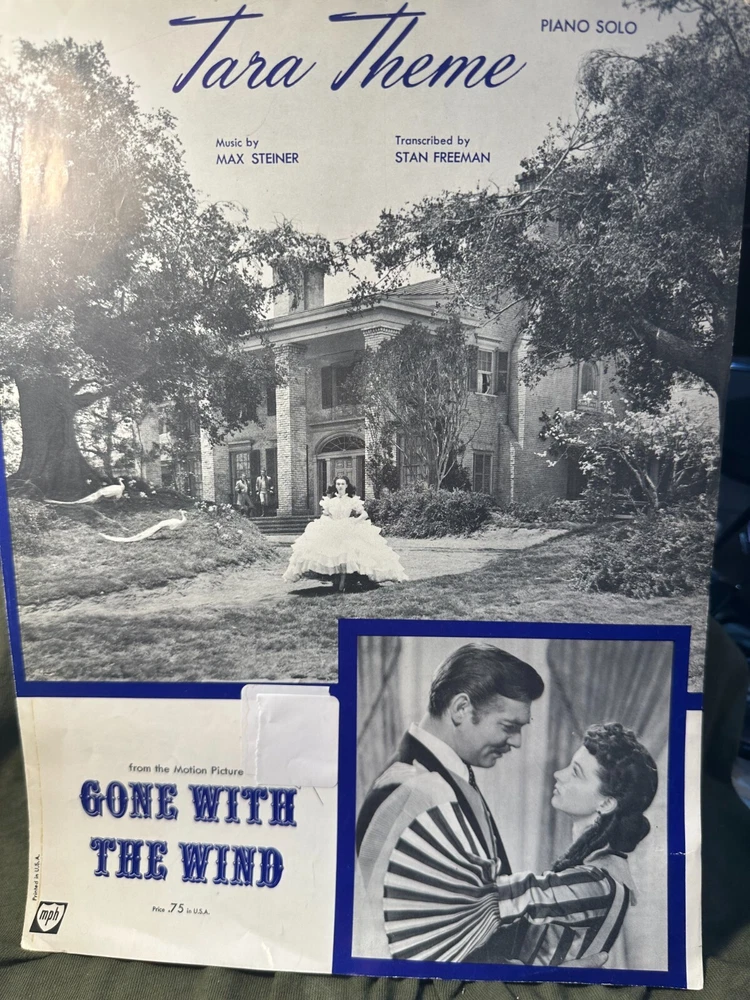 Tara Theme
PIANO SOLO
Music by
MAX STEINER
Transcribed by
STAN FREEMAN
from the Motion Picture
GONE WITH
THE WIND
Price .75 in U.S.A.
Printed in U.S.A.
mph